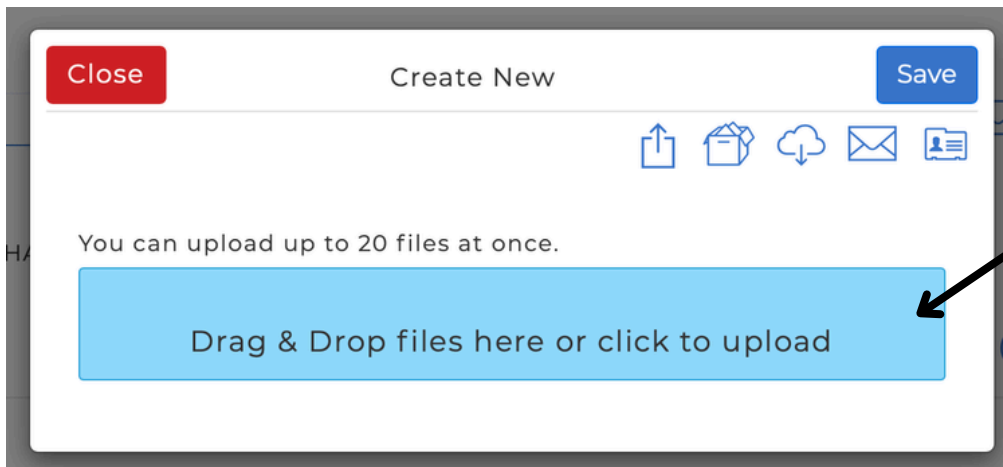 Close
Create New
Save
You can upload up to 20 files at once.
HA
Drag & Drop files here or click to upload